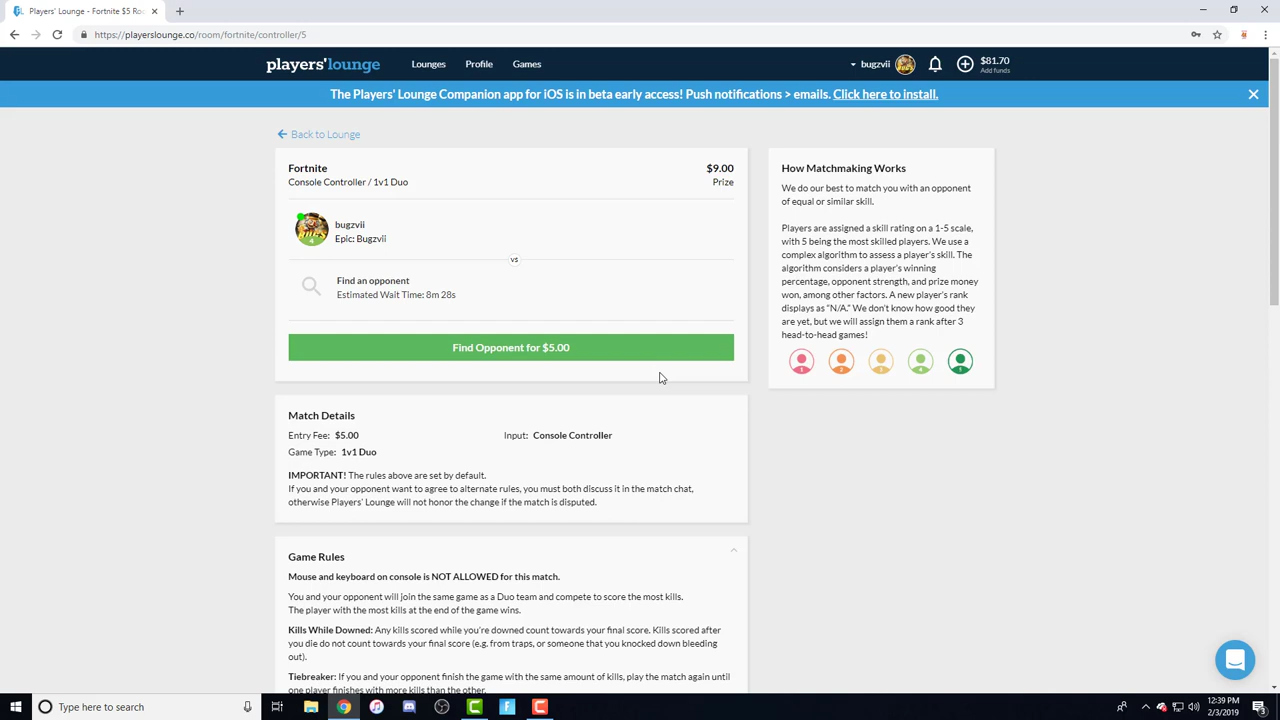 Players' Lounge - Fortnite $5 Ro
https://playerslounge.co/room/fortnite/controller/5
players'lounge
Lounges
Profile
Games
bugzvii
$81.70
Add funds
The Players' Lounge Companion app for iOS is in beta early access! Push notifications > emails. Click here to install.
Back to Lounge
Fortnite
$9.00
Console Controller / 1v1 Duo
Prize
4
bugzvii
Epic: Bugzvii
vs
Find an opponent
Estimated Wait Time: 8m 28s
Find Opponent for $5.00
How Matchmaking Works
We do our best to match you with an opponent
of equal or similar skill.
Players are assigned a skill rating on a 1-5 scale,
with 5 being the most skilled players. We use a
complex algorithm to assess a player's skill. The
algorithm considers a player's winning
percentage, opponent strength, and prize money
won, among other factors. A new player's rank
displays as "N/A." We don't know how good they
are yet, but we will assign them a rank after 3
head-to-head games!
Match Details
Entry Fee: $5.00
Input: Console Controller
Game Type: 1v1 Duo
IMPORTANT! The rules above are set by default.
If you and your opponent want to agree to alternate rules, you must both discuss it in the match chat,
otherwise Players' Lounge will not honor the change if the match is disputed.
Game Rules
Mouse and keyboard on console is NOT ALLOWED for this match.
You and your opponent will join the same game as a Duo team and compete to score the most kills.
The player with the most kills at the end of the game wins.
Kills While Downed: Any kills scored while you're downed count towards your final score. Kills scored after
you die do not count towards your final score (e.g. from traps, or someone that you knocked down bleeding
out).
Tiebreaker: If you and your opponent finish the game with the same amount of kills, play the match again until
one player finishes with more kills than the other.
Type here to search
12:39 PM
2/3/2019
3